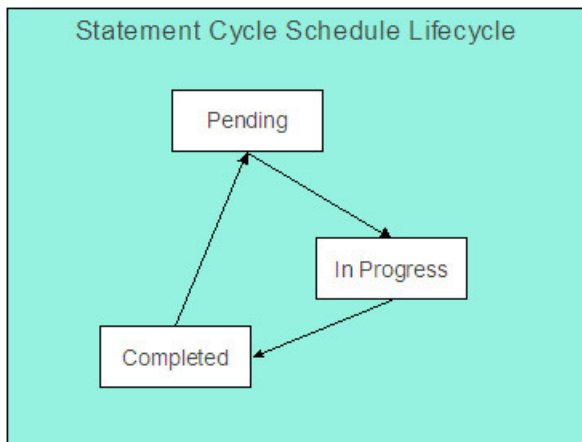 Statement Cycle Schedule Lifecycle
Pending
In Progress
Completed